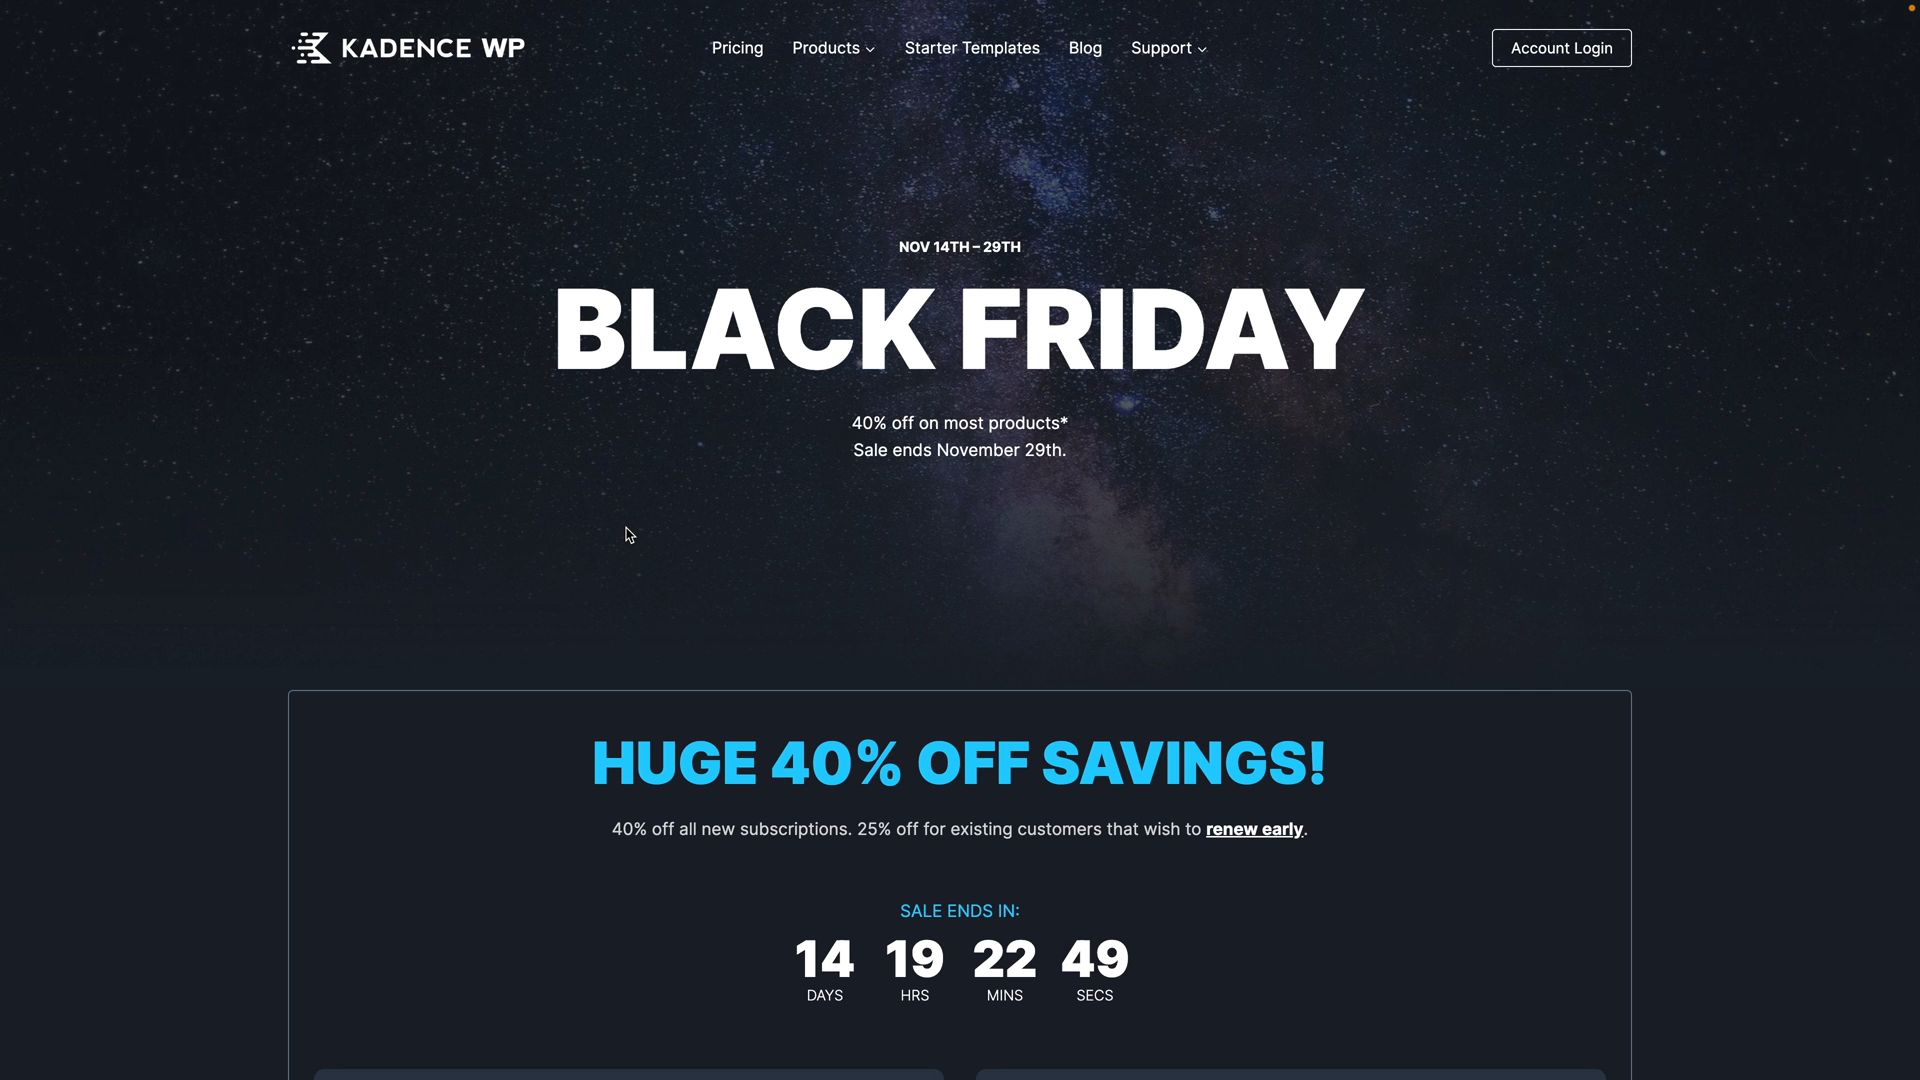 KADENCE WP
Pricing
Products
Starter Templates
Blog
Support
Account Login
NOV 14TH – 29TH
BLACK FRIDAY
40% off on most products*
Sale ends November 29th.
HUGE 40% OFF SAVINGS!
40% off all new subscriptions. 25% off for existing customers that wish to renew early.
SALE ENDS IN:
14 19 22 49
DAYS HRS MINS SECS